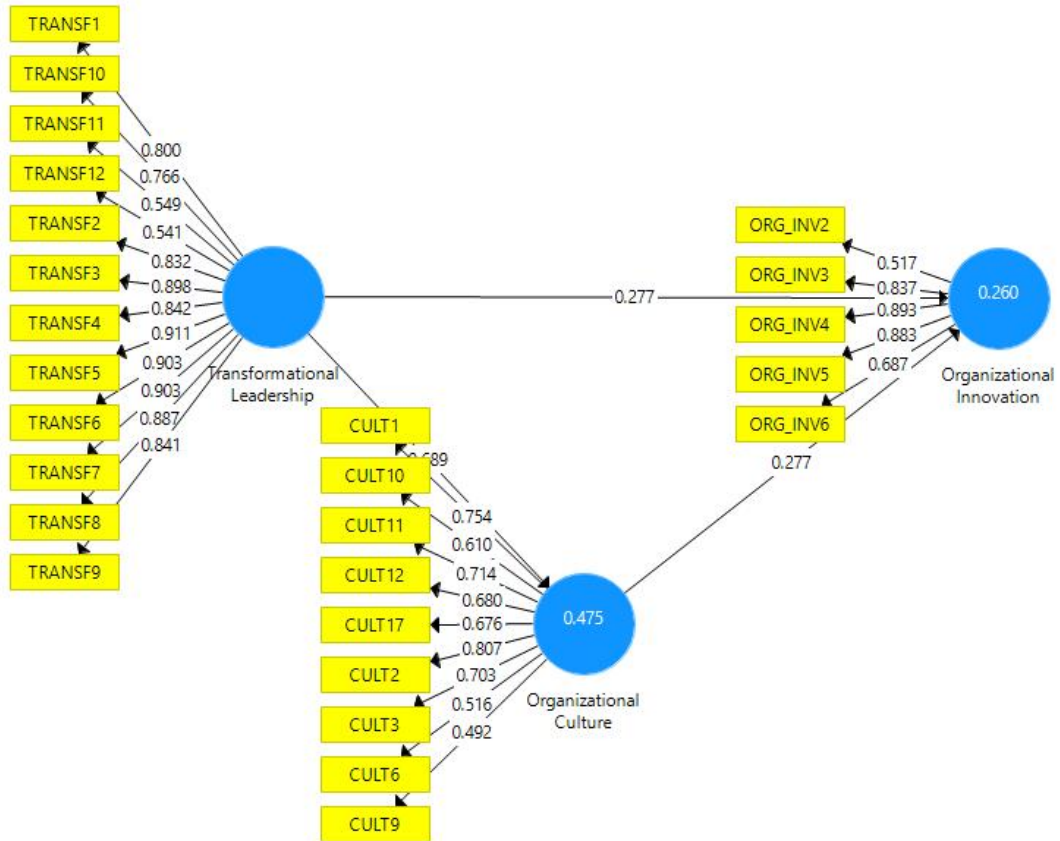 TRANSF1
TRANSF10
TRANSF11
TRANSF12
TRANSF2
TRANSF3
TRANSF4
TRANSF5
TRANSF6
TRANSF7
TRANSF8
TRANSF9
0.800
0.766
0.549
0.541
0.832
0.898
0.842
0.911
0.903
0.903
0.887
0.841
Transformational
Leadership
0.277
ORG_INV2
ORG_INV3
ORG_INV4
ORG_INV5
ORG_INV6
0.517
0.837
0.893
0.883
0.687
0.260
Organizational
Innovation
0.277
0.689
CULT1
CULT10
CULT11
CULT12
CULT17
CULT2
CULT3
CULT6
CULT9
0.754
0.610
0.714
0.680
0.676
0.807
0.703
0.516
0.492
0.475
Organizational
Culture